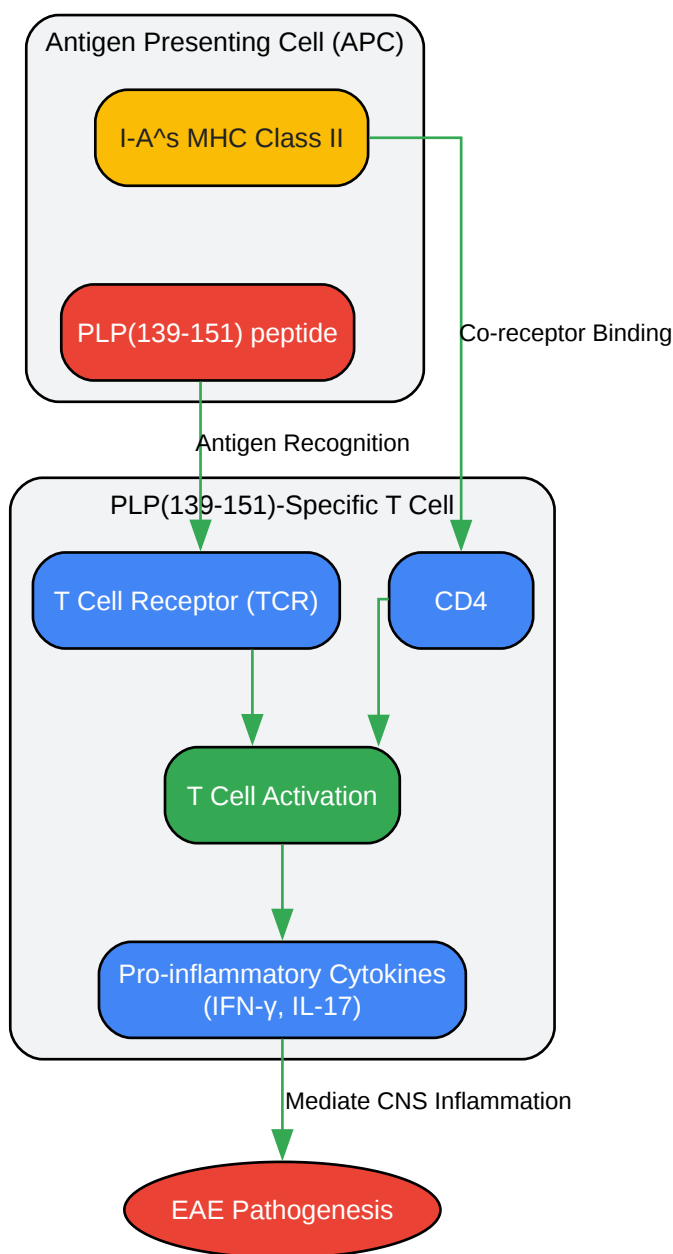 Antigen Presenting Cell (APC)
I-A^s MHC Class II
PLP(139-151) peptide
Co-receptor Binding
Antigen Recognition
PLP(139-151)-Specific T Cell
T Cell Receptor (TCR)
CD4
T Cell Activation
Pro-inflammatory Cytokines
(IFN-γ, IL-17)
Mediate CNS Inflammation
EAE Pathogenesis